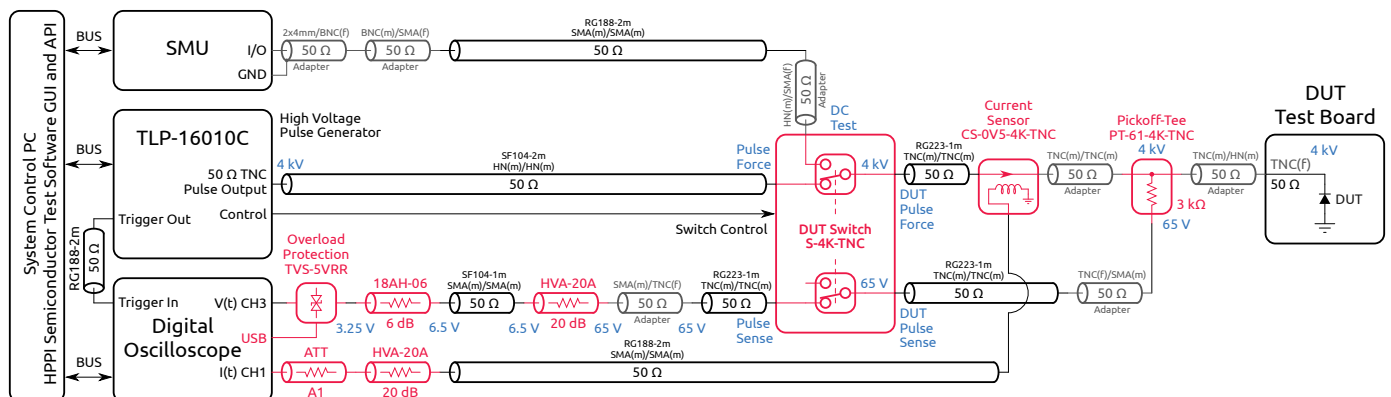 System Control PC
HPPI Semiconductor Test Software GUI and API
BUS
SMU
I/O
GND
2x4mm/BNC(f)
50 Ω
Adapter
BNC(m)/SMA(f)
50 Ω
Adapter
RG188-2m
SMA(m)/SMA(m)
50 Ω
HN(m)/SMA(f)
50 Ω
Adapter
BUS
TLP-16010C
50 Ω TNC
Pulse Output
Control
Trigger Out
High Voltage
Pulse Generator
4 kV
SF104-2m
HN(m)/HN(m)
50 Ω
Pulse
Force
DC
Test
4 kV
Switch Control
DUT Switch
S-4K-TNC
65 V
RG223-1m
TNC(m)/TNC(m)
50 Ω
DUT
Pulse
Force
Current
Sensor
CS-0V5-4K-TNC
TNC(m)/TNC(m)
50 Ω
Adapter
Pickoff-Tee
PT-61-4K-TNC
4 kV
3 kΩ
65 V
TNC(m)/HN(m)
50 Ω
Adapter
DUT
Test Board
TNC(f)
50 Ω
4 kV
DUT
RG188-2m
50 Ω
BUS
Trigger In
Digital
Oscilloscope
V(t) CH3
USB
I(t) CH1
Overload
Protection
TVS-5VRR
3.25 V
18AH-06
6 dB
6.5 V
SF104-1m
SMA(m)/SMA(m)
50 Ω
6.5 V
HVA-20A
20 dB
65 V
SMA(m)/TNC(f)
50 Ω
Adapter
65 V
RG223-1m
TNC(m)/TNC(m)
50 Ω
Pulse
Sense
RG223-1m
TNC(m)/TNC(m)
50 Ω
DUT
Pulse
Sense
TNC(f)/SMA(m)
50 Ω
Adapter
ATT
A1
HVA-20A
20 dB
RG188-2m
SMA(m)/SMA(m)
50 Ω